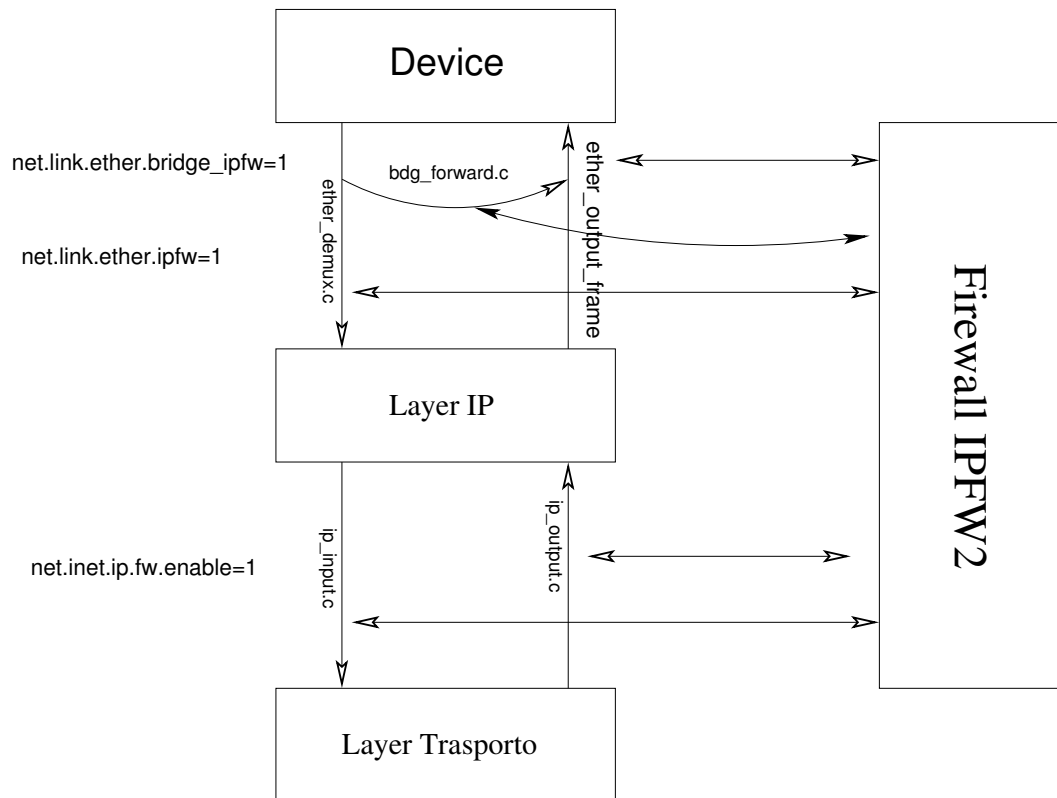 Device
net.link.ether.bridge_ipfw=1
bdg_forward.c
ether_demux.c
ether_output_frame
net.link.ether.ipfw=1
Firewall IPFW2
Layer IP
ip_input.c
ip_output.c
net.inet.ip.fw.enable=1
Layer Trasporto